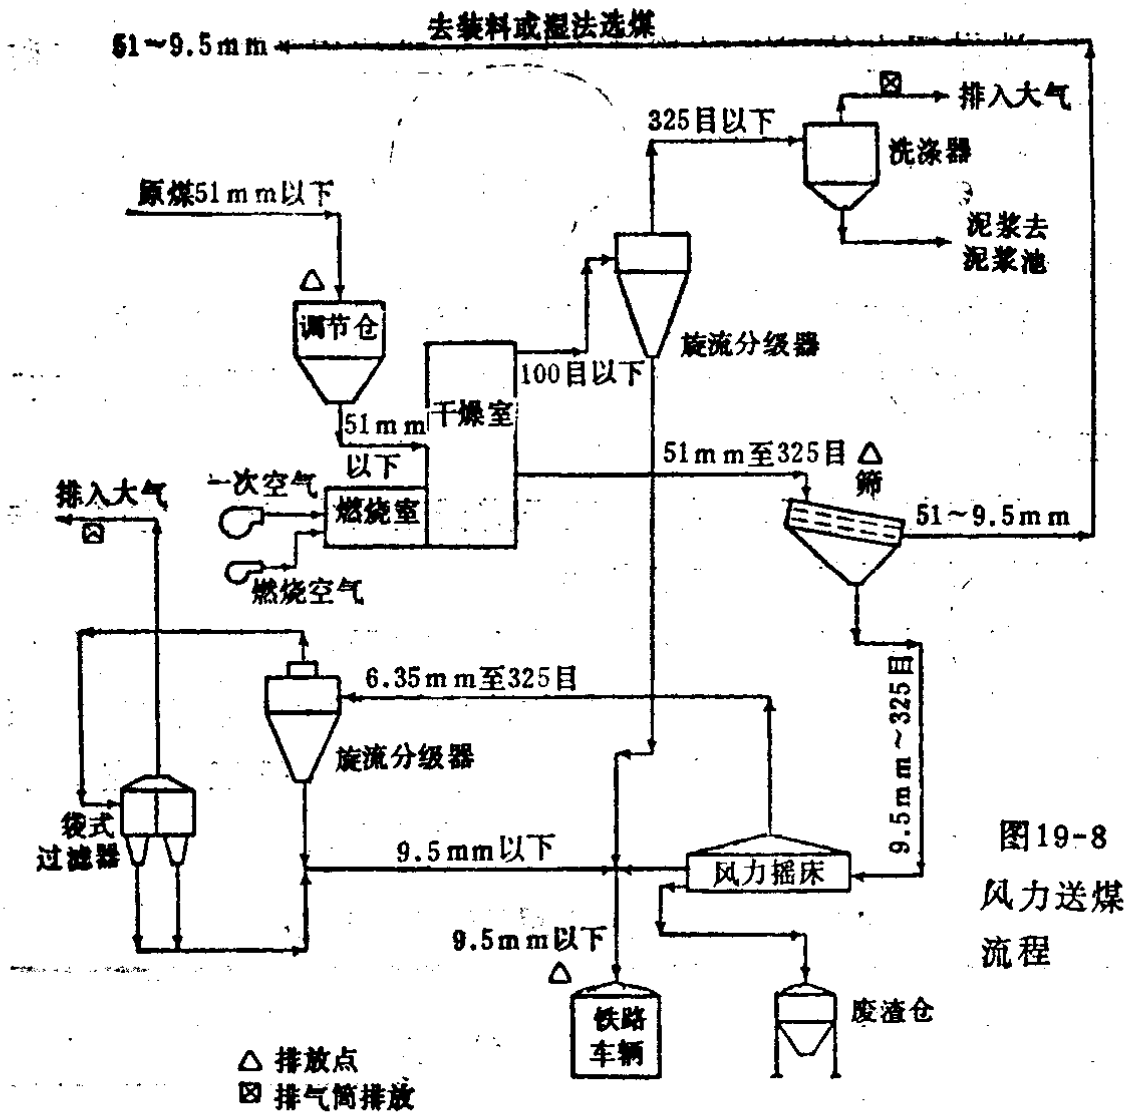 去装料或湿法选煤
51～9.5mm
排入大气
325目以下
洗涤器
原煤51mm以下
泥浆去
泥浆池
调节仓
旋流分级器
100目以下
干燥室
51mm
以下
51mm至325目
筛
一次空气
排入大气
燃烧室
51～9.5mm
燃烧空气
6.35mm至325目
9.5mm～325目
旋流分级器
袋式
过滤器
9.5mm以下
风力摇床
图19-8
风力送煤
流程
9.5mm以下
铁路
车辆
废渣仓
排放点
排气筒排放